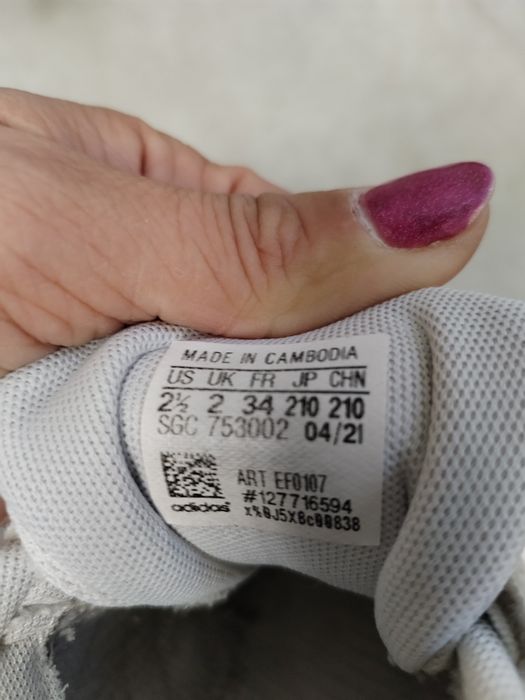 MADE IN CAMBODIA
US UK FR JP CHN
2½ 2 34 210 210
SGC 753002 04/21
ART EF0107
#127716594
adidas x%0J5X8c00838